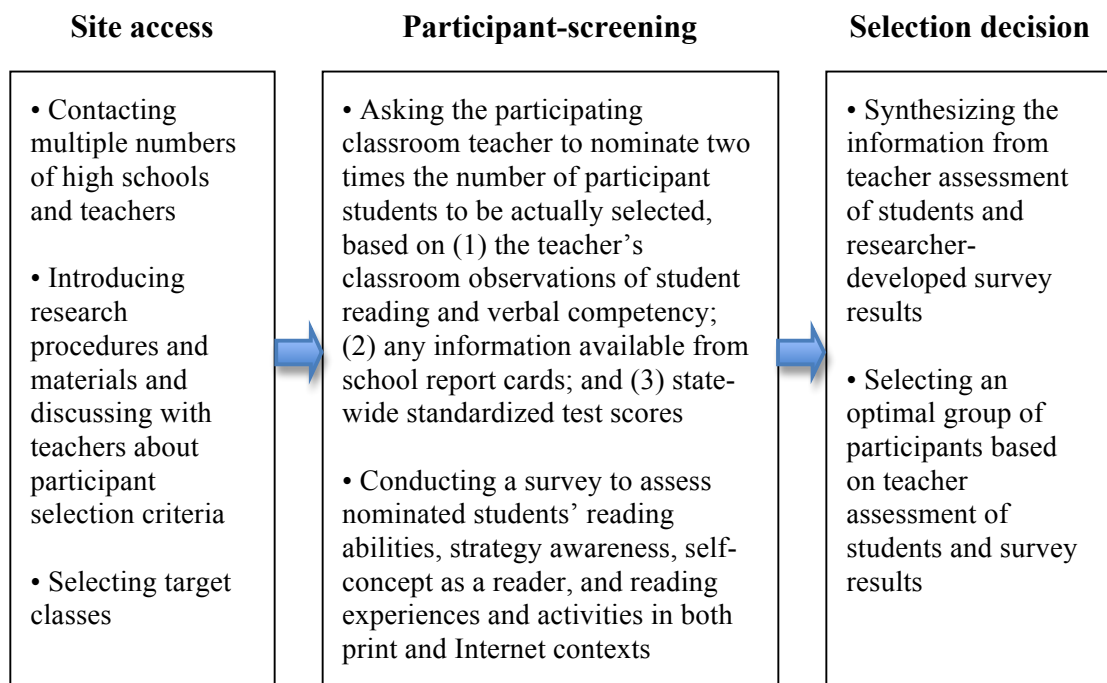 Site access
• Contacting
multiple numbers
of high schools
and teachers
• Introducing
research
procedures and
materials and
discussing with
teachers about
participant
selection criteria
• Selecting target
classes
Participant-screening
• Asking the participating
classroom teacher to nominate two
times the number of participant
students to be actually selected,
based on (1) the teacher’s
classroom observations of student
reading and verbal competency;
(2) any information available from
school report cards; and (3) state-
wide standardized test scores
• Conducting a survey to assess
nominated students’ reading
abilities, strategy awareness, self-
concept as a reader, and reading
experiences and activities in both
print and Internet contexts
Selection decision
• Synthesizing the
information from
teacher assessment
of students and
researcher-
developed survey
results
• Selecting an
optimal group of
participants based
on teacher
assessment of
students and survey
results